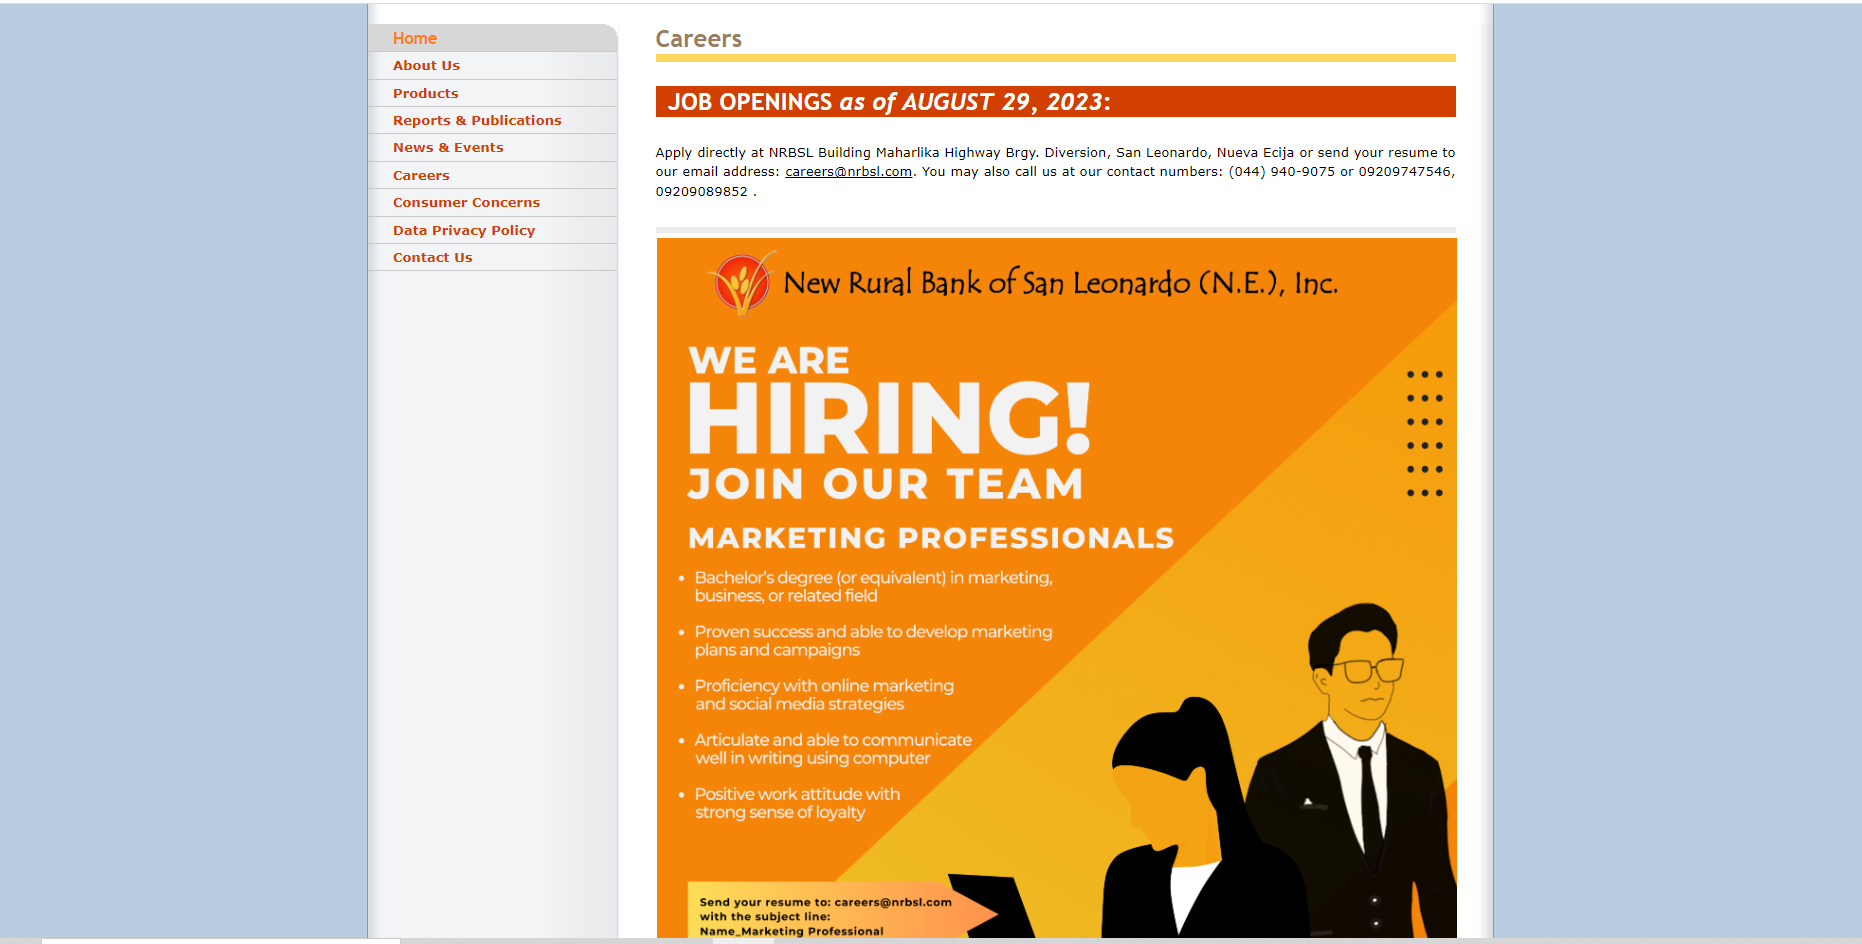 Home
About Us
Products
Reports & Publications
News & Events
Careers
Consumer Concerns
Data Privacy Policy
Contact Us
Careers
JOB OPENINGS as of AUGUST 29, 2023:
Apply directly at NRBSL Building Maharlika Highway Brgy. Diversion, San Leonardo, Nueva Ecija or send your resume to
our email address: careers@nrbsl.com. You may also call us at our contact numbers: (044) 940-9075 or 09209747546,
09209089852 .
New Rural Bank of San Leonardo (N.E.), Inc.
WE ARE
HIRING!
JOIN OUR TEAM
MARKETING PROFESSIONALS
• Bachelor's degree (or equivalent) in marketing,
business, or related field
• Proven success and able to develop marketing
plans and campaigns
• Proficiency with online marketing
and social media strategies
• Articulate and able to communicate
well in writing using computer
• Positive work attitude with
strong sense of loyalty
Send your resume to: careers@nrbsl.com
with the subject line:
Name_Marketing Professional